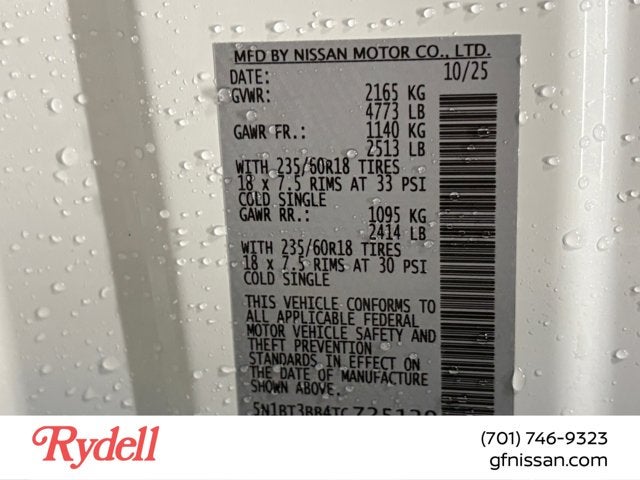 MFD BY NISSAN MOTOR CO., LTD.
DATE: 10/25
GVWR: 2165 KG
4773 LB
GAWR FR.: 1140 KG
2513 LB
WITH 235/60R18 TIRES
18 x 7.5 RIMS AT 33 PSI
COLD SINGLE
GAWR RR.: 1095 KG
2414 LB
WITH 235/60R18 TIRES
18 x 7.5 RIMS AT 30 PSI
COLD SINGLE
THIS VEHICLE CONFORMS TO
ALL APPLICABLE FEDERAL
MOTOR VEHICLE SAFETY AND
THEFT PREVENTION
STANDARDS IN EFFECT ON
THE DATE OF MANUFACTURE
SHOWN ABOVE.
Rydell
(701) 746-9323
gfnissan.com